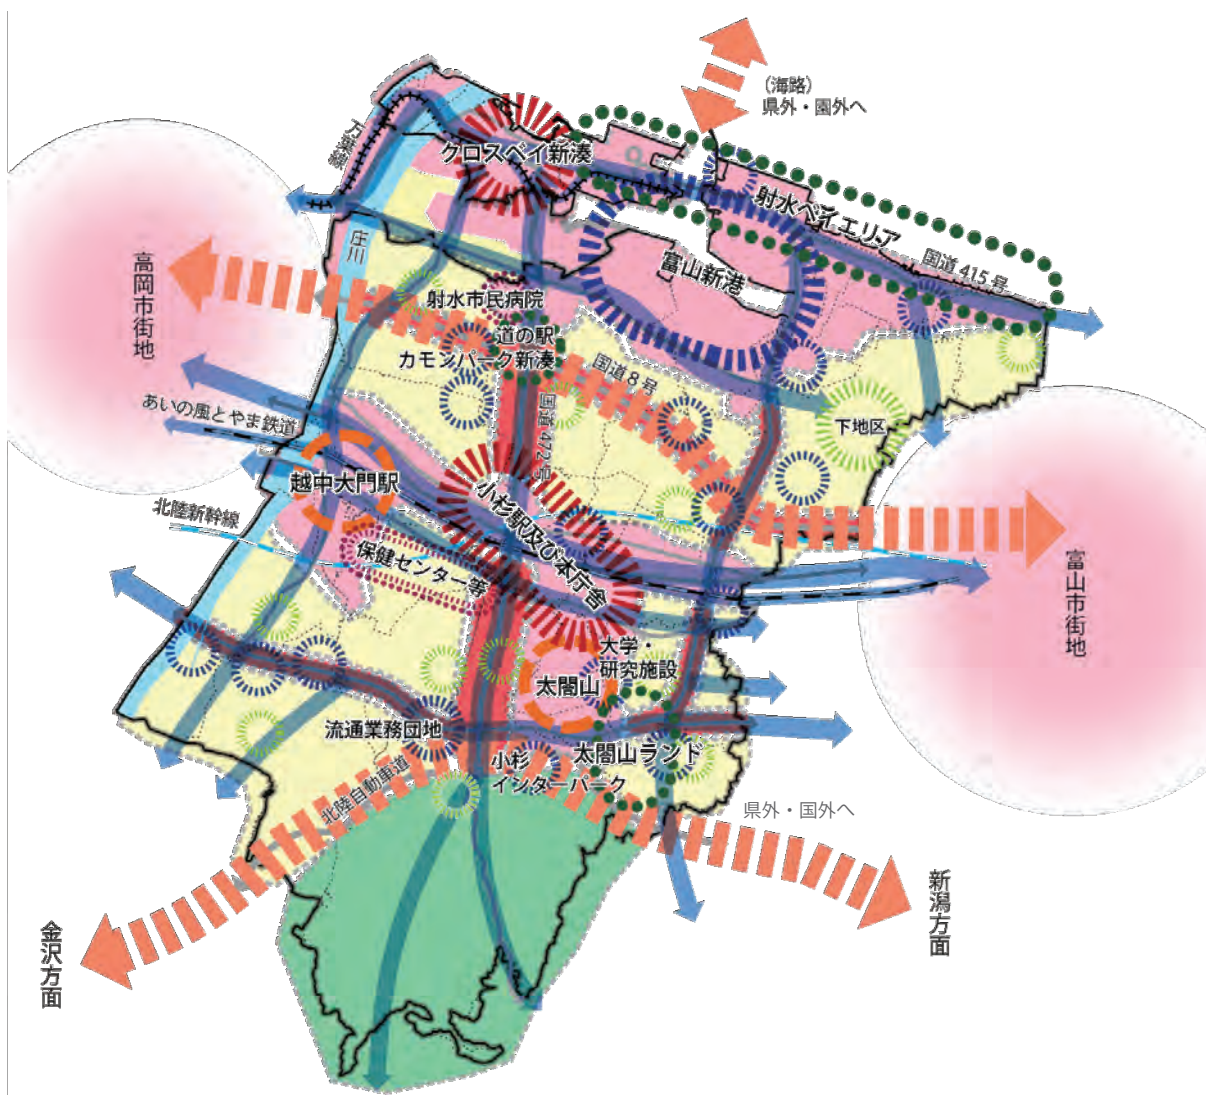 (海路)
県外・園外へ
万葉線
クロスベイ新湊
射水ベイエリア
国道415号
庄川
富山新港
高岡市街地
射水市民病院
道の駅
カモンパーク新湊
国道8号
国道472号
あいの風とやま鉄道
下地区
越中大門駅
小杉駅及び本庁舎
北陸新幹線
保健センター等
富山市街地
大学・
研究施設
太閤山
流通業務団地
太閤山ランド
小杉
インターパーク
北陸自動車道
県外・国外へ
新潟方面
金沢方面